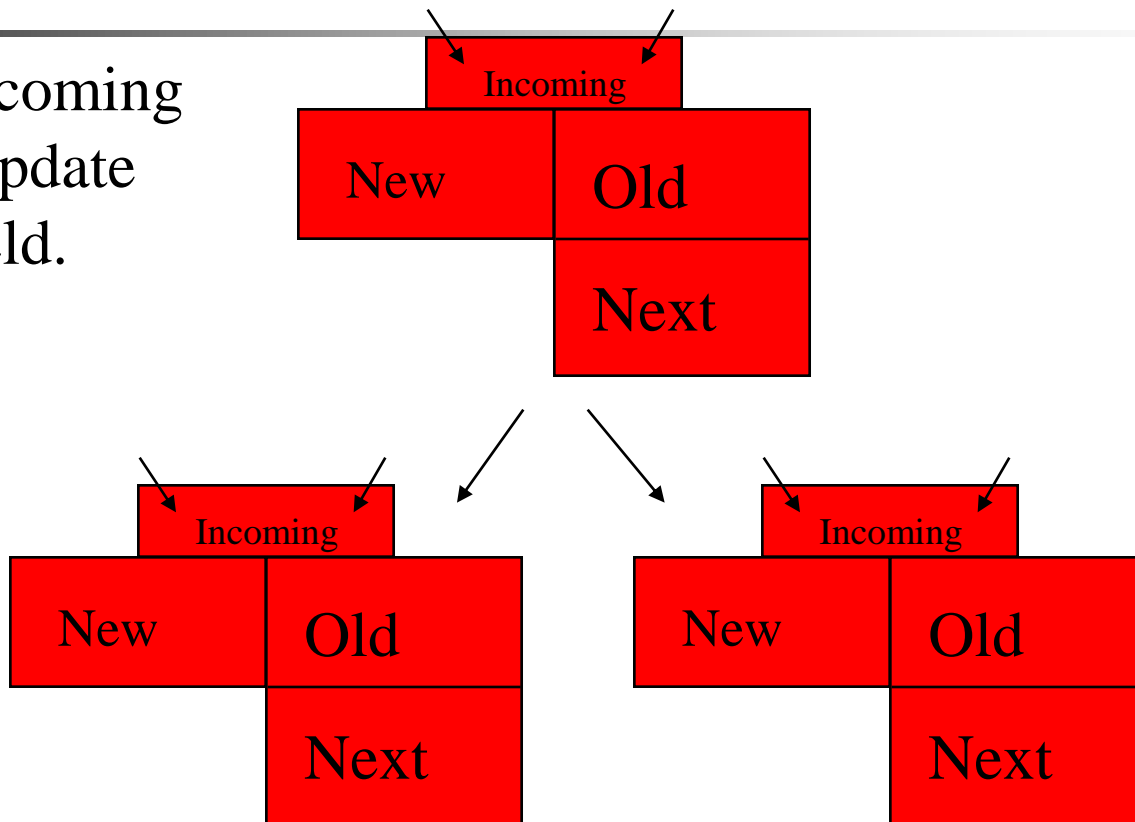 coming
pdate
ld.
Incoming
New Old
Next
Incoming Incoming
New Old New Old
Next Next